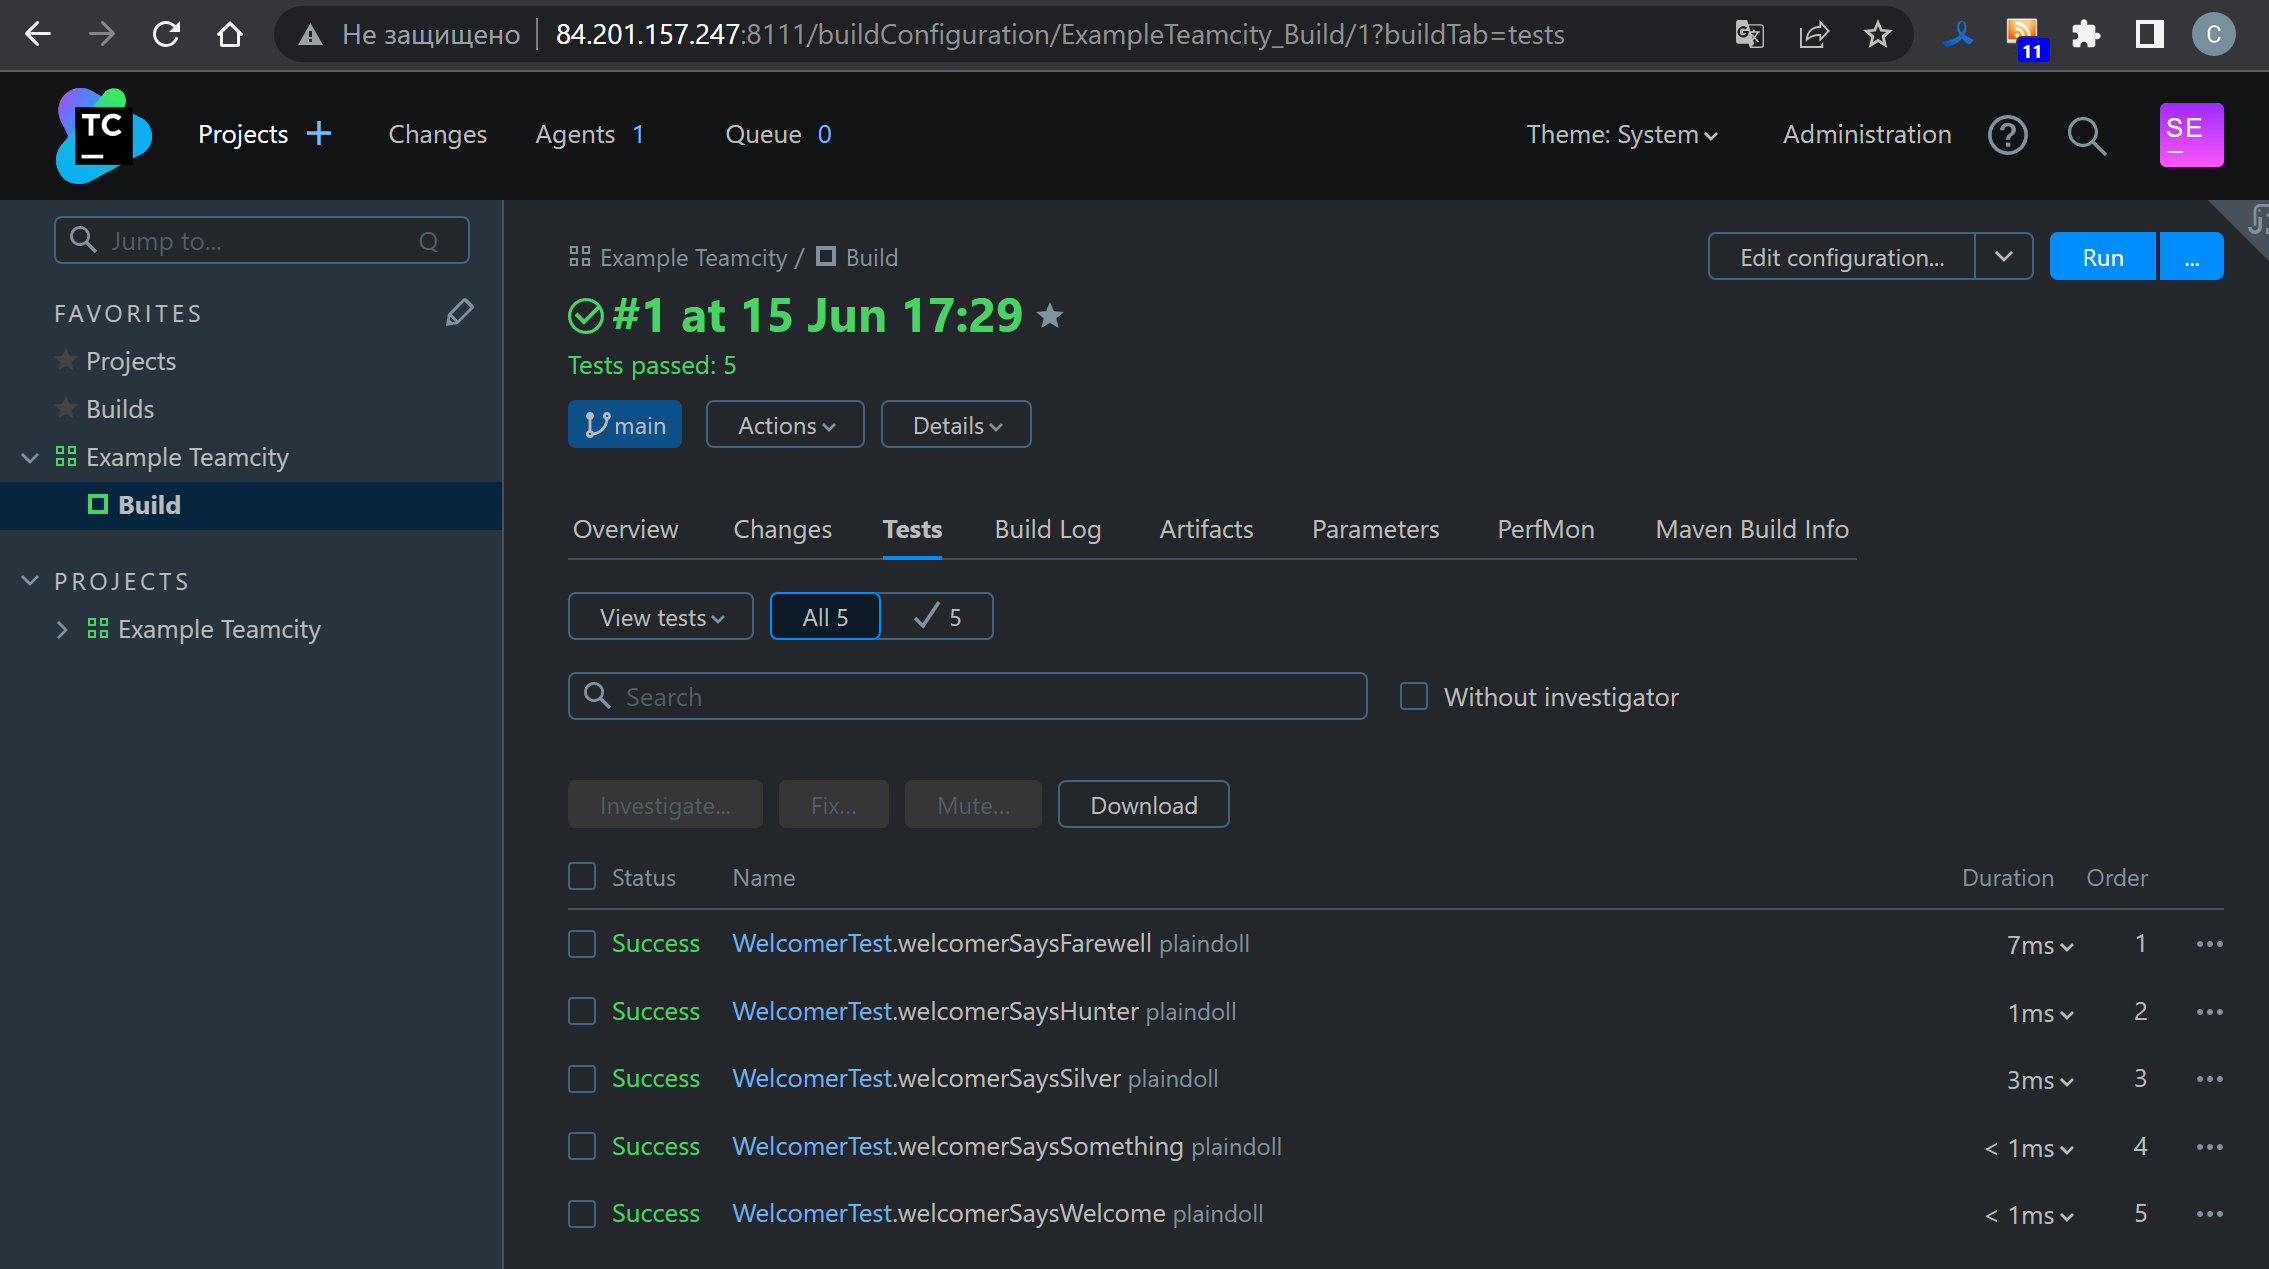 Не защищено 84.201.157.247:8111/buildConfiguration/ExampleTeamcity_Build/1?buildTab=tests
11
C
TC
Projects Changes Agents 1 Queue 0 Theme: System Administration
SE
Jump to... Q
FAVORITES
Projects
Builds
Example Teamcity
Build
PROJECTS
Example Teamcity
Example Teamcity / Build
Edit configuration... Run ...
#1 at 15 Jun 17:29
Tests passed: 5
main Actions Details
Overview Changes Tests Build Log Artifacts Parameters PerfMon Maven Build Info
View tests All 5 5
Search Without investigator
Investigate... Fix... Mute... Download
Status Name Duration Order
Success WelcomerTest.welcomerSaysFarewell plaindoll 7ms 1
Success WelcomerTest.welcomerSaysHunter plaindoll 1ms 2
Success WelcomerTest.welcomerSaysSilver plaindoll 3ms 3
Success WelcomerTest.welcomerSaysSomething plaindoll < 1ms 4
Success WelcomerTest.welcomerSaysWelcome plaindoll < 1ms 5